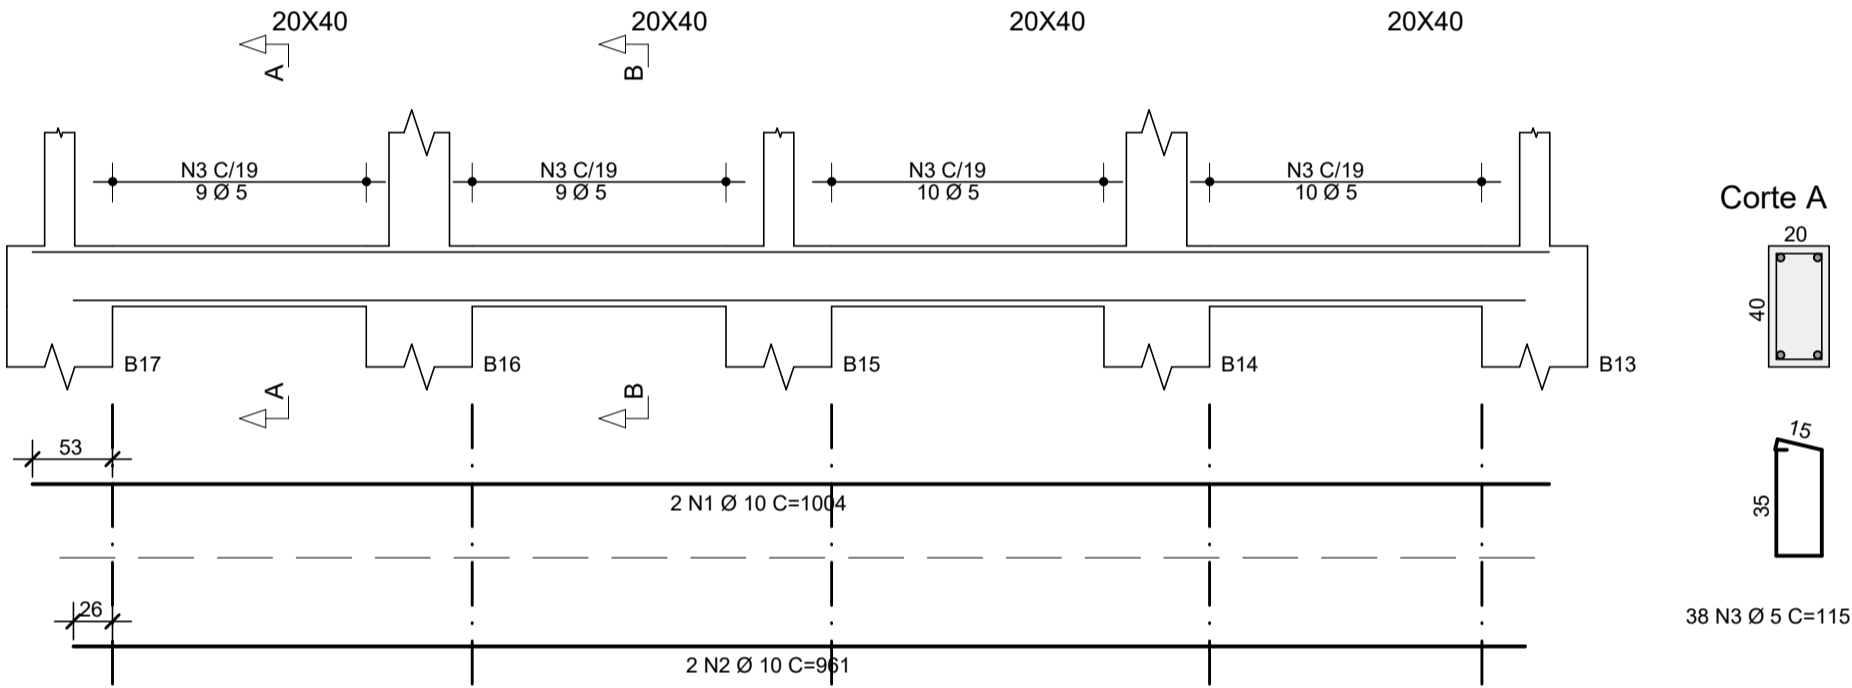 20X40
20X40
20X40
20X40
A
B
N3 C/19
9 Ø 5
N3 C/19
9 Ø 5
N3 C/19
10 Ø 5
N3 C/19
10 Ø 5
Corte A
20
40
B17
B16
B15
B14
B13
A
B
53
2 N1 Ø 10 C=1004
15
35
26
2 N2 Ø 10 C=961
38 N3 Ø 5 C=115